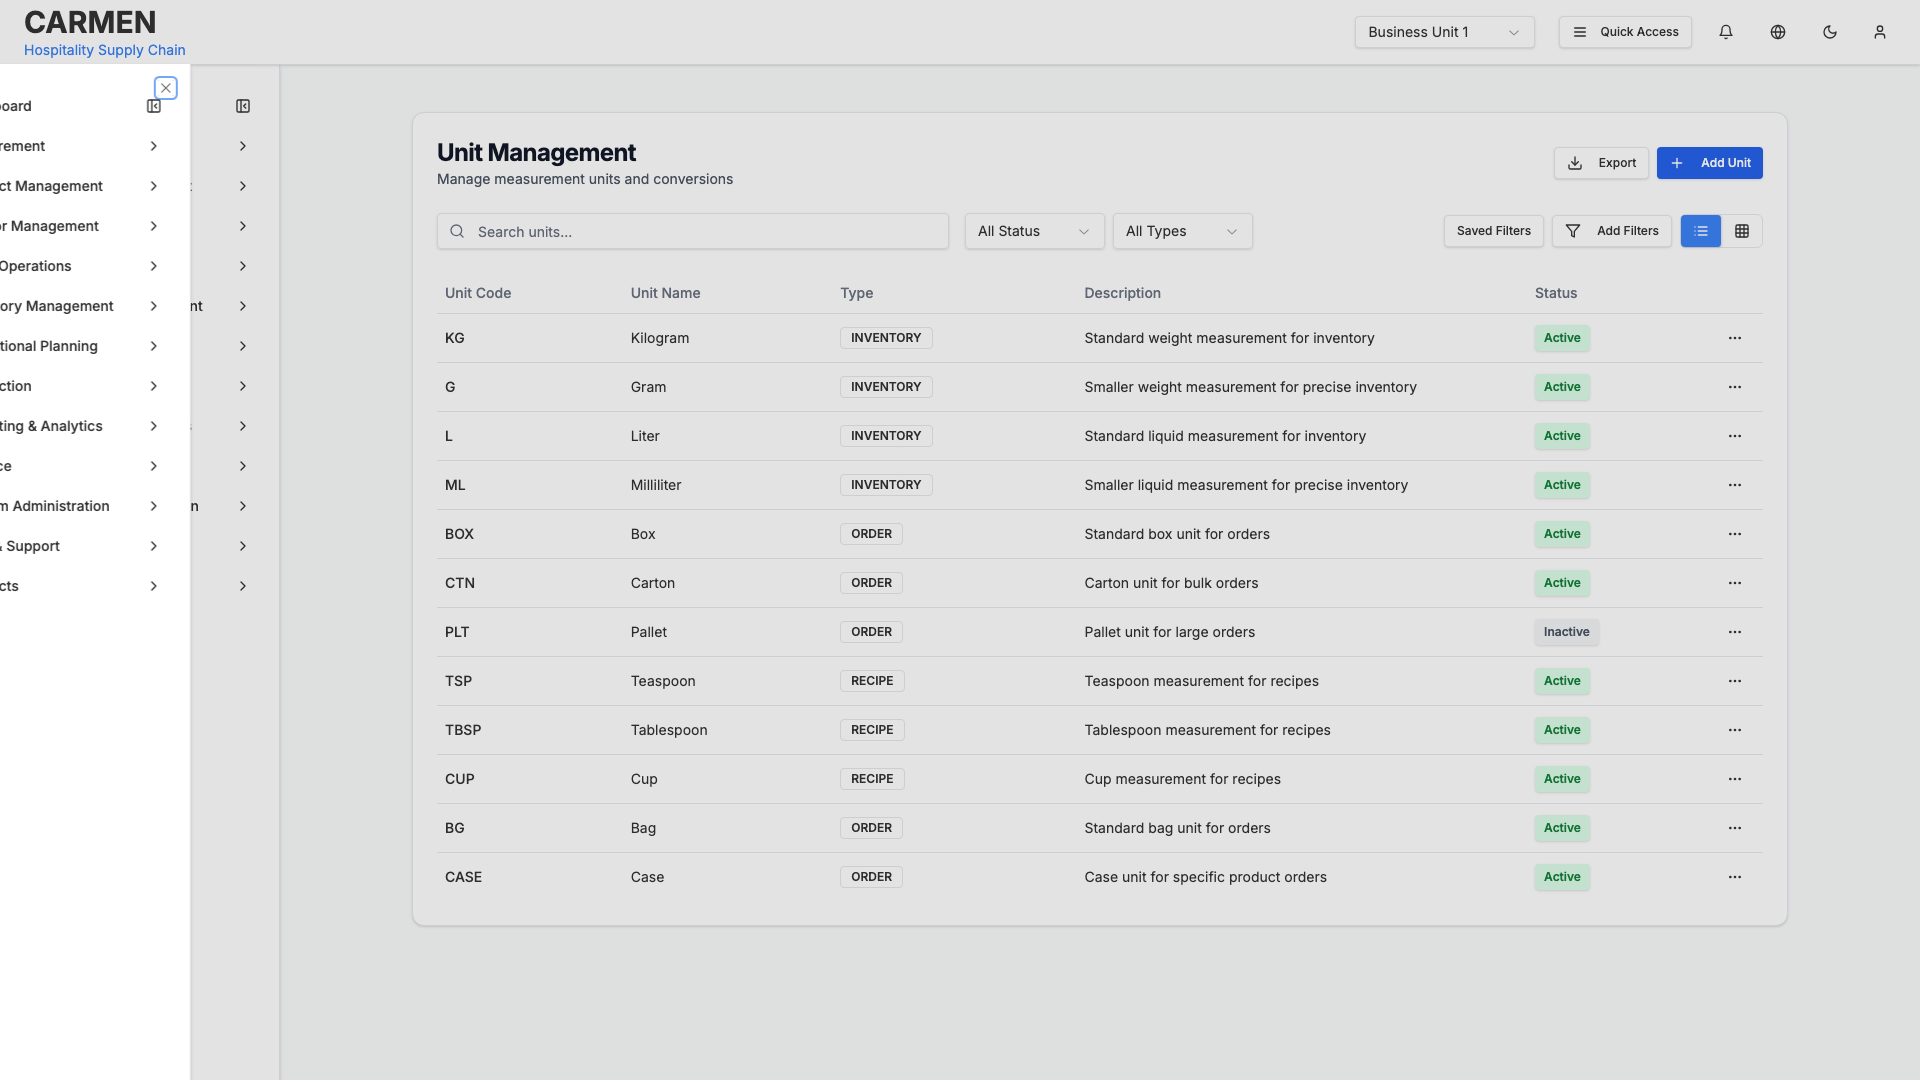 CARMEN
Hospitality Supply Chain
Business Unit 1
Quick Access
oard
rement
ct Management
r Management
Operations
ory Management
nt
tional Planning
ction
ting & Analytics
ce
m Administration
n
& Support
cts
Unit Management
Manage measurement units and conversions
Export
Add Unit
Search units...
All Status
All Types
Saved Filters
Add Filters
Unit Code Unit Name Type Description Status
KG Kilogram INVENTORY Standard weight measurement for inventory Active
G Gram INVENTORY Smaller weight measurement for precise inventory Active
L Liter INVENTORY Standard liquid measurement for inventory Active
ML Milliliter INVENTORY Smaller liquid measurement for precise inventory Active
BOX Box ORDER Standard box unit for orders Active
CTN Carton ORDER Carton unit for bulk orders Active
PLT Pallet ORDER Pallet unit for large orders Inactive
TSP Teaspoon RECIPE Teaspoon measurement for recipes Active
TBSP Tablespoon RECIPE Tablespoon measurement for recipes Active
CUP Cup RECIPE Cup measurement for recipes Active
BG Bag ORDER Standard bag unit for orders Active
CASE Case ORDER Case unit for specific product orders Active